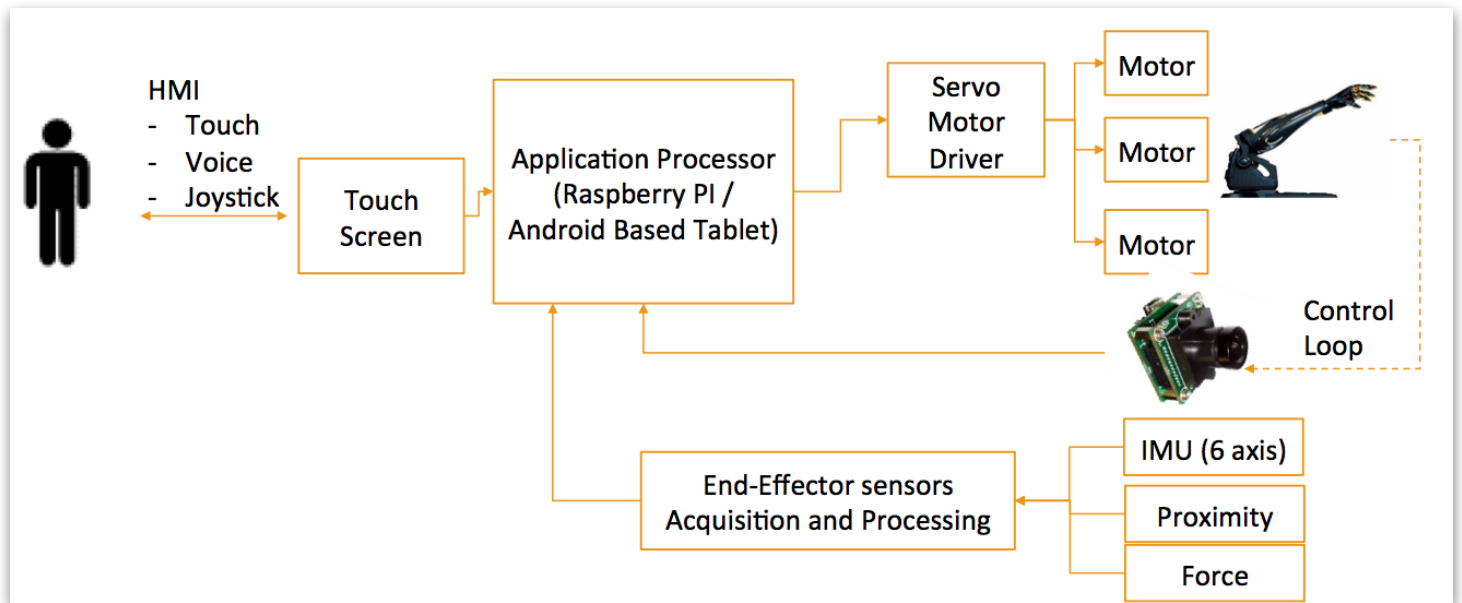 HMI
- Touch
- Voice
- Joystick
Touch
Screen
Application Processor
(Raspberry PI /
Android Based Tablet)
Servo
Motor
Driver
Motor
Motor
Motor
Control
Loop
End-Effector sensors
Acquisition and Processing
IMU (6 axis)
Proximity
Force